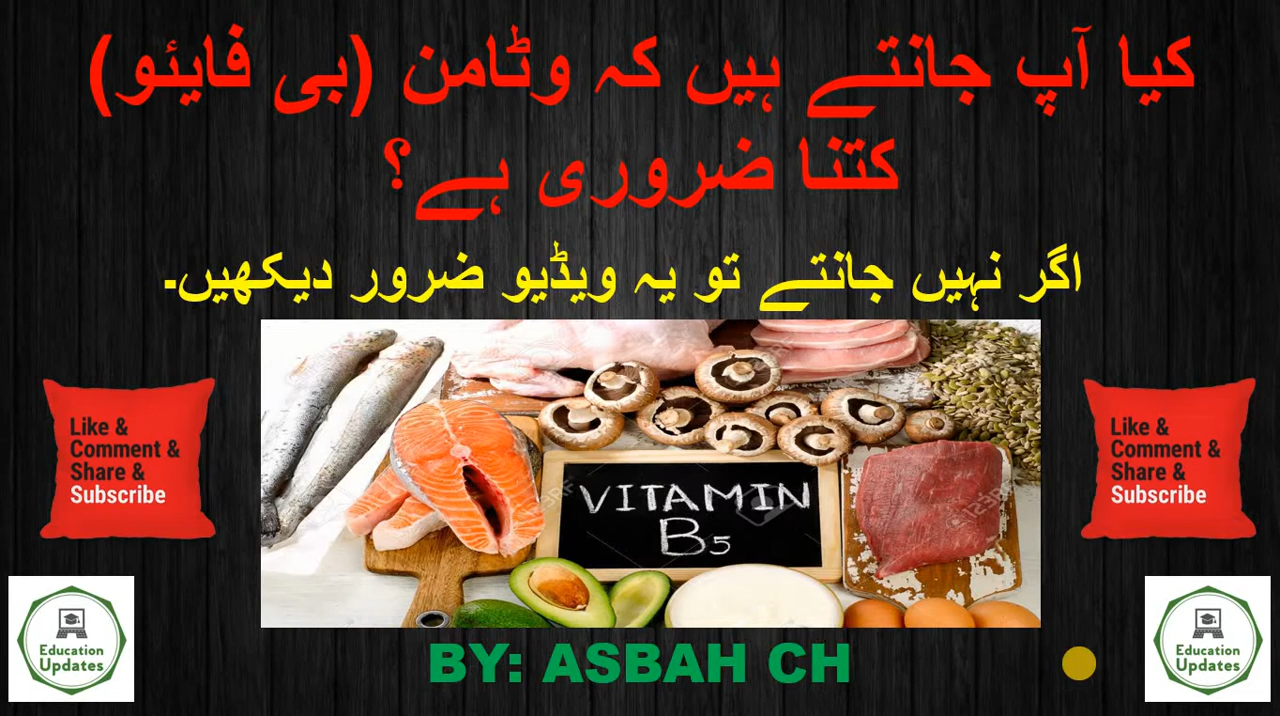 کیا آپ جانتے ہیں کہ وٹامن (بی فایئو)
کتنا ضروری ہے؟
اگر نہیں جانتے تو یہ ویڈیو ضرور دیکھیں۔
Like &
Comment &
Share &
Subscribe
VITAMIN
B5
Like &
Comment &
Share &
Subscribe
Education
Updates
BY: ASBAH CH
Education
Updates